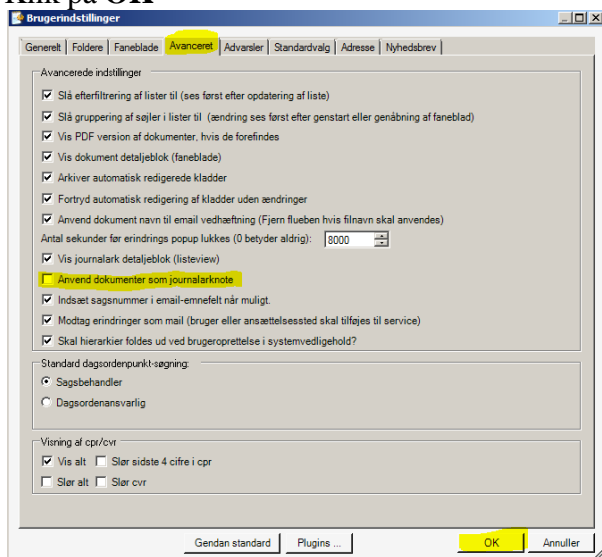 Klik på OK
Brugerindstillinger
Generelt Foldere Faneblade Avanceret Advarsler Standardvalg Adresse Nyhedsbrev
Avancerede indstillinger
Slå efterfiltrering af lister til (ses først efter opdatering af liste)
Slå gruppering af søjler i lister til (ændring ses først efter genstart eller genåbning af faneblad)
Vis PDF version af dokumenter, hvis de forefindes
Vis dokument detaljeblok (faneblade)
Arkiver automatisk redigerede kladder
Fortryd automatisk redigering af kladder uden ændringer
Anvend dokument navn til email vedhæftning (Fjern flueben hvis filnavn skal anvendes)
Antal sekunder før erindrings popup lukkes (0 betyder aldrig): 8000
Vis journalark detaljeblok (listeview)
Anvend dokumenter som journalarknote
Indsæt sagsnummer i email-emnefelt når muligt.
Modtag erindringer som mail (bruger eller ansættelsessted skal tilføjes til service)
Skal hierarkier foldes ud ved brugeroprettelse i systemvedligehold?
Standard dagsordenpunkt-søgning:
Sagsbehandler
Dagsordenansvarlig
Visning af cpr/cvr
Vis alt Slør sidste 4 cifre i cpr
Slør alt Slør cvr
Gendan standard Plugins ... OK Annuller